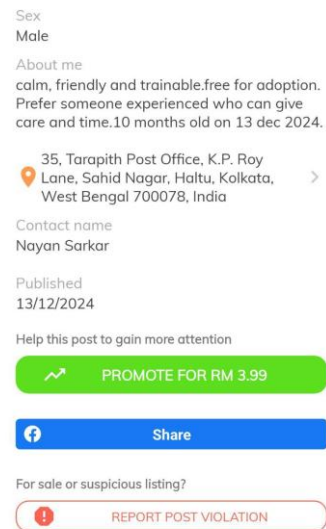 Sex
Male
About me
calm, friendly and trainable.free for adoption.
Prefer someone experienced who can give
care and time.10 months old on 13 dec 2024.
35, Tarapith Post Office, K.P. Roy
Lane, Sahid Nagar, Haltu, Kolkata,
West Bengal 700078, India
Contact name
Nayan Sarkar
Published
13/12/2024
Help this post to gain more attention
PROMOTE FOR RM 3.99
Share
For sale or suspicious listing?
REPORT POST VIOLATION